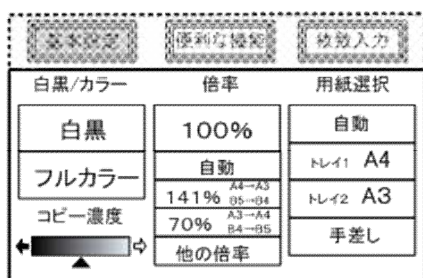 基本設定 便利な機能 枚数入力
白黒/カラー 倍率 用紙選択
白黒
フルカラー
コピー濃度
100%
自動
141% A4→A3 B5→B4
70% A3→A4 B4→B5
他の倍率
自動
トレイ1 A4
トレイ2 A3
手差し